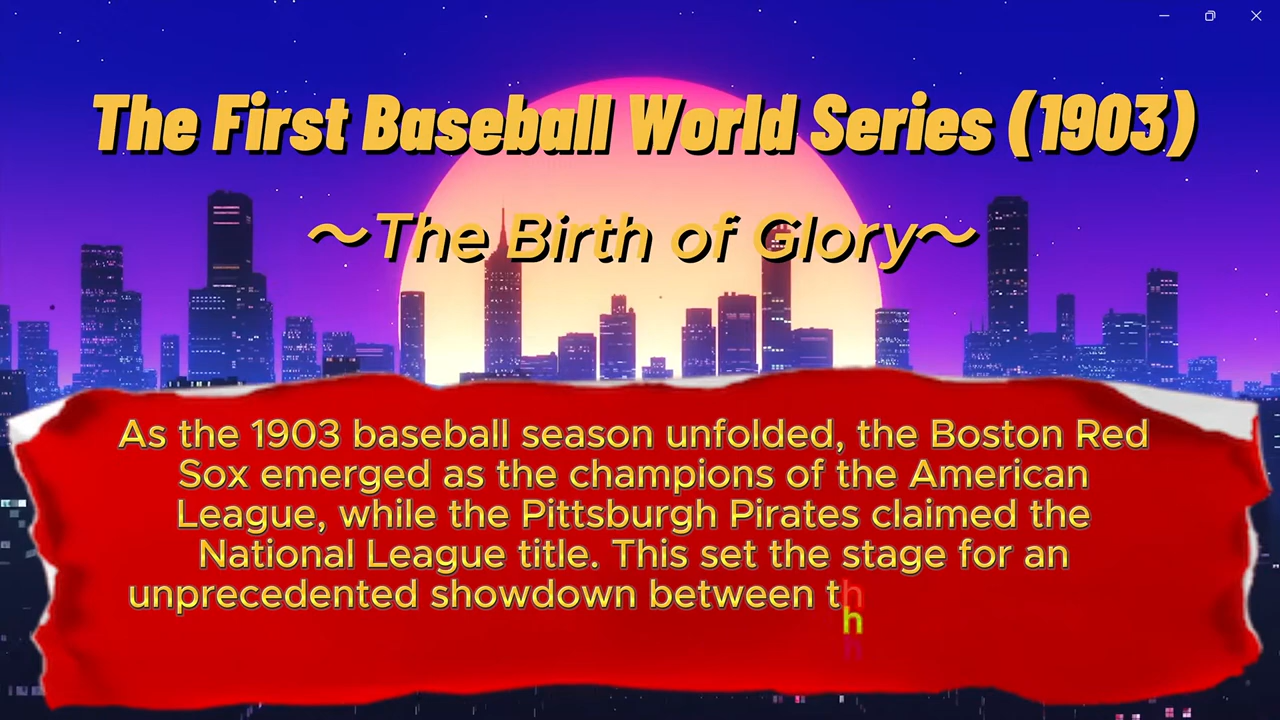 The First Baseball World Series (1903)
～The Birth of Glory～
As the 1903 baseball season unfolded, the Boston Red
Sox emerged as the champions of the American
League, while the Pittsburgh Pirates claimed the
National League title. This set the stage for an
unprecedented showdown between th